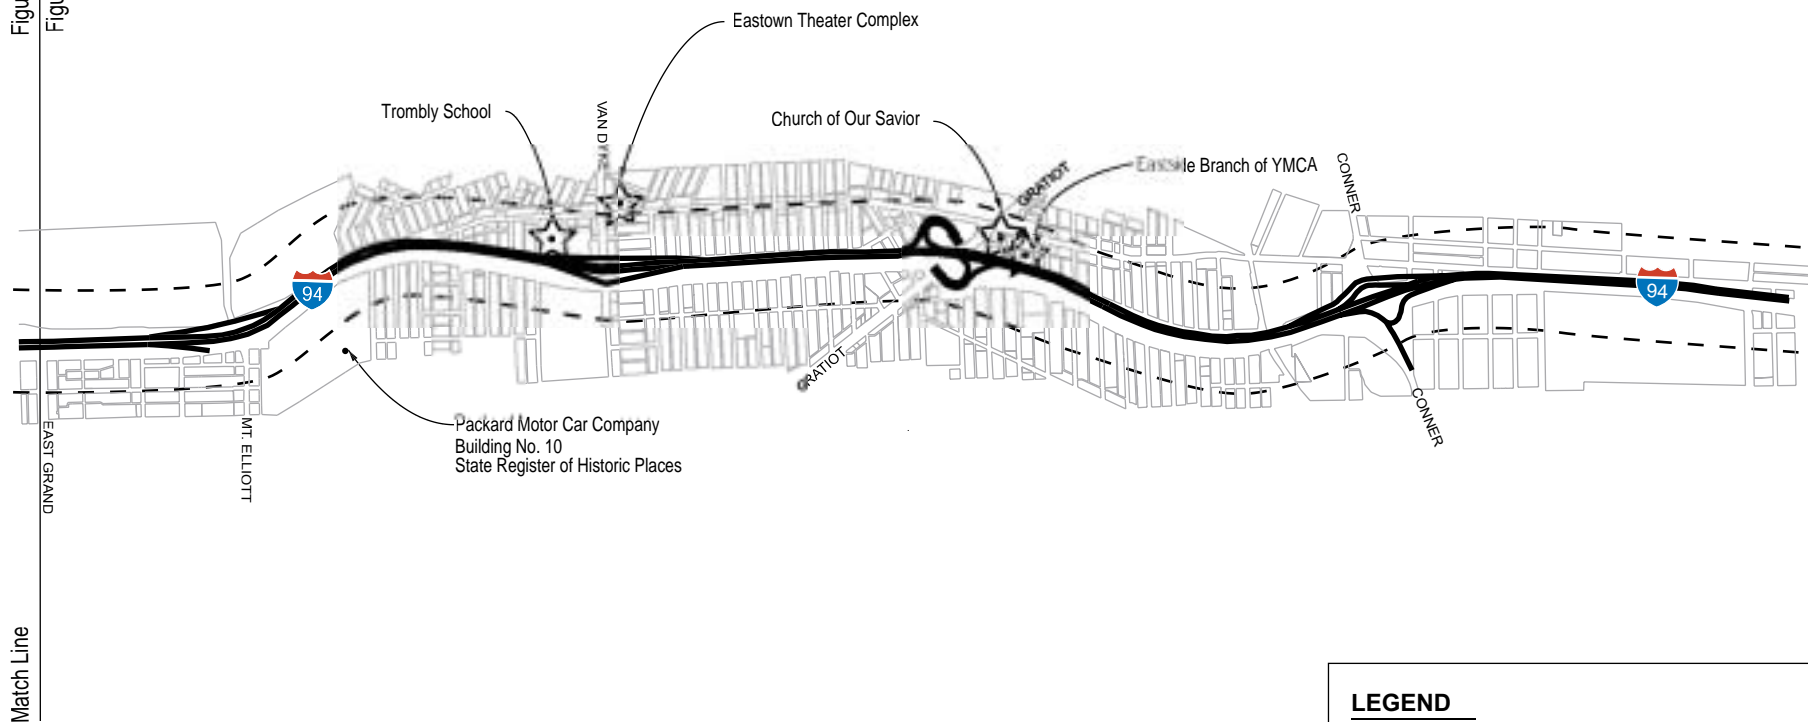 Eastown Theater Complex
Trombly School
VAN DYKE
Church of Our Savior
GRATIOT
Eastside Branch of YMCA
CONNER
94
94
GRATIOT
CONNER
Packard Motor Car Company
Building No. 10
State Register of Historic Places
EAST GRAND
MT. ELLIOTT
Match Line
LEGEND